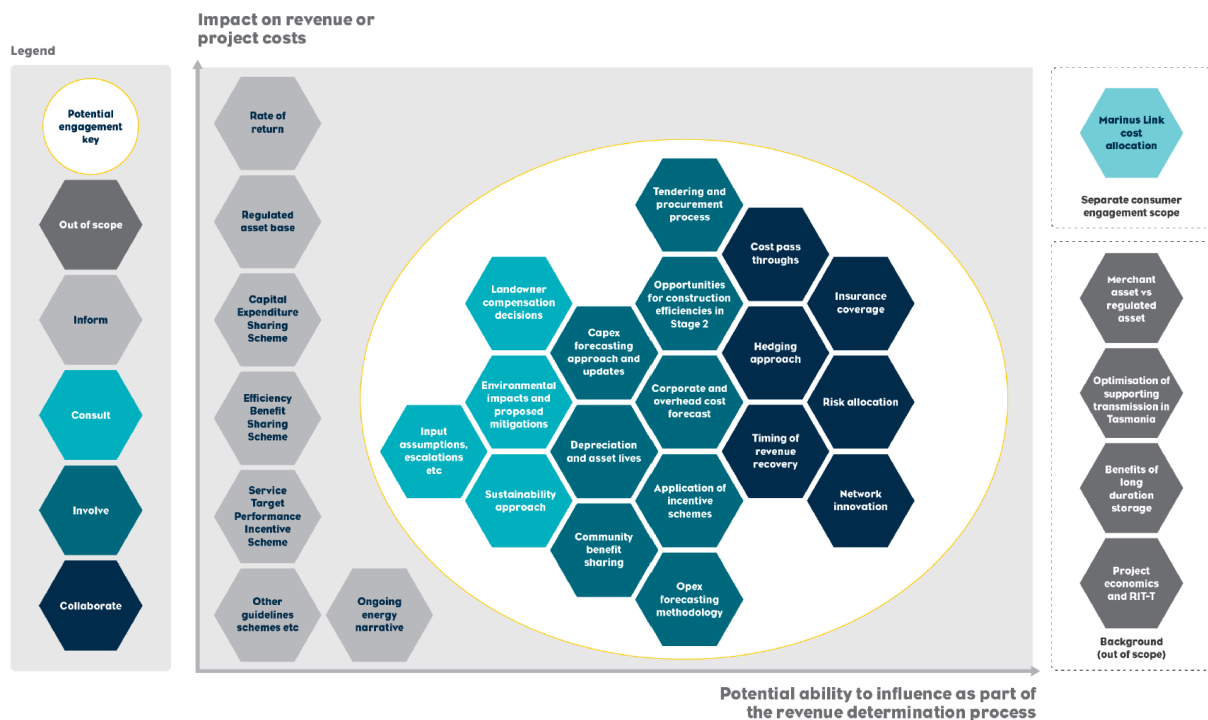 Impact on revenue or
project costs
Legend
Potential
engagement
key
Out of scope
Inform
Consult
Involve
Collaborate
Rate of
return
Regulated
asset base
Capital
Expenditure
Sharing
Scheme
Efficiency
Benefit
Sharing
Scheme
Service
Target
Performance
Incentive
Scheme
Other
guidelines
schemes etc
Ongoing
energy
narrative
Input
assumptions,
escalations
etc
Landowner
compensation
decisions
Environmental
impacts and
proposed
mitigations
Sustainability
approach
Capex
forecasting
approach and
updates
Depreciation
and asset lives
Community
benefit
sharing
Tendering and
procurement
process
Opportunities
for construction
efficiencies in
Stage 2
Corporate and
overhead cost
forecast
Application of
incentive
schemes
Opex
forecasting
methodology
Cost pass
throughs
Hedging
approach
Timing of
revenue
recovery
Insurance
coverage
Risk allocation
Network
innovation
Marinus Link
cost
allocation
Separate consumer
engagement scope
Merchant
asset vs
regulated
asset
Optimisation of
supporting
transmission in
Tasmania
Benefits of
long
duration
storage
Project
economics
and RIT-T
Background
(out of scope)
Potential ability to influence as part of
the revenue determination process